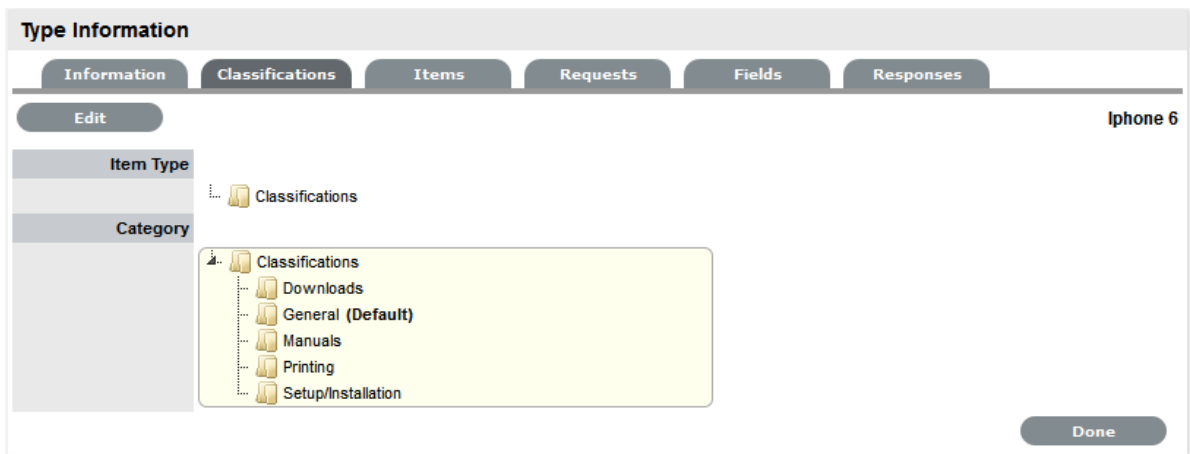 Type Information
Information Classifications Items Requests Fields Responses
Edit Iphone 6
Item Type
Classifications
Category
Classifications
Downloads
General (Default)
Manuals
Printing
Setup/Installation
Done